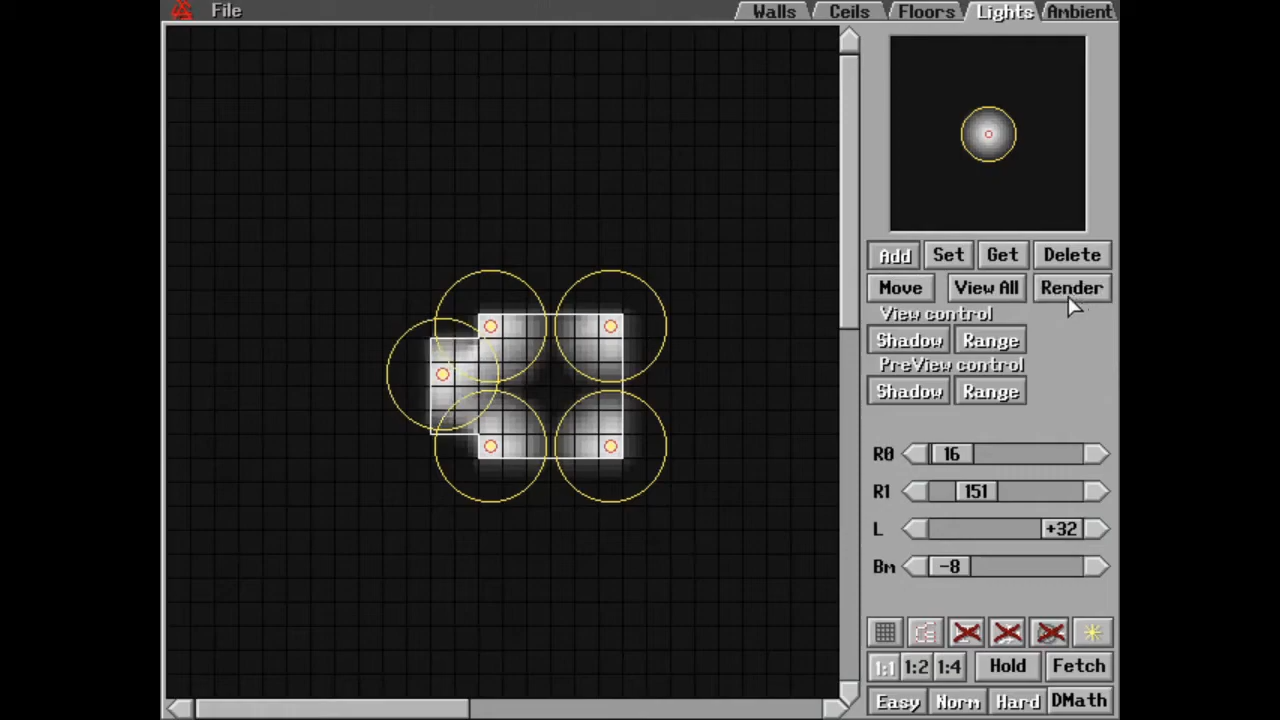 File Walls Ceils Floors Lights Ambient
Add Set Get Delete
Move View All Render
View control
Shadow Range
PreView control
Shadow Range
R0 16
R1 151
L +32
Bm -8
1:1 1:2 1:4 Hold Fetch
Easy Norm Hard DMath